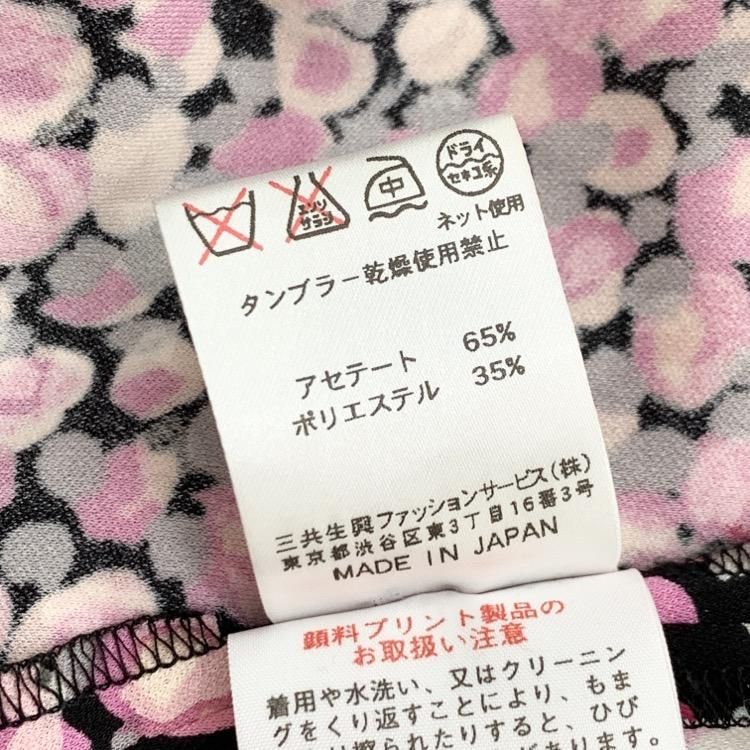 エンソ
サラシ
中
ドライ
セキユ系
ネット使用
タンブラー乾燥使用禁止
アセテート 65%
ポリエステル 35%
三共生興ファッションサービス(株)
東京都渋谷区東3丁目16番3号
MADE IN JAPAN
顔料プリント製品の
お取扱い注意
着用や水洗い、又はクリーニン
グをくり返すことにより、もま
り擦られたりすると、ひび
があります。